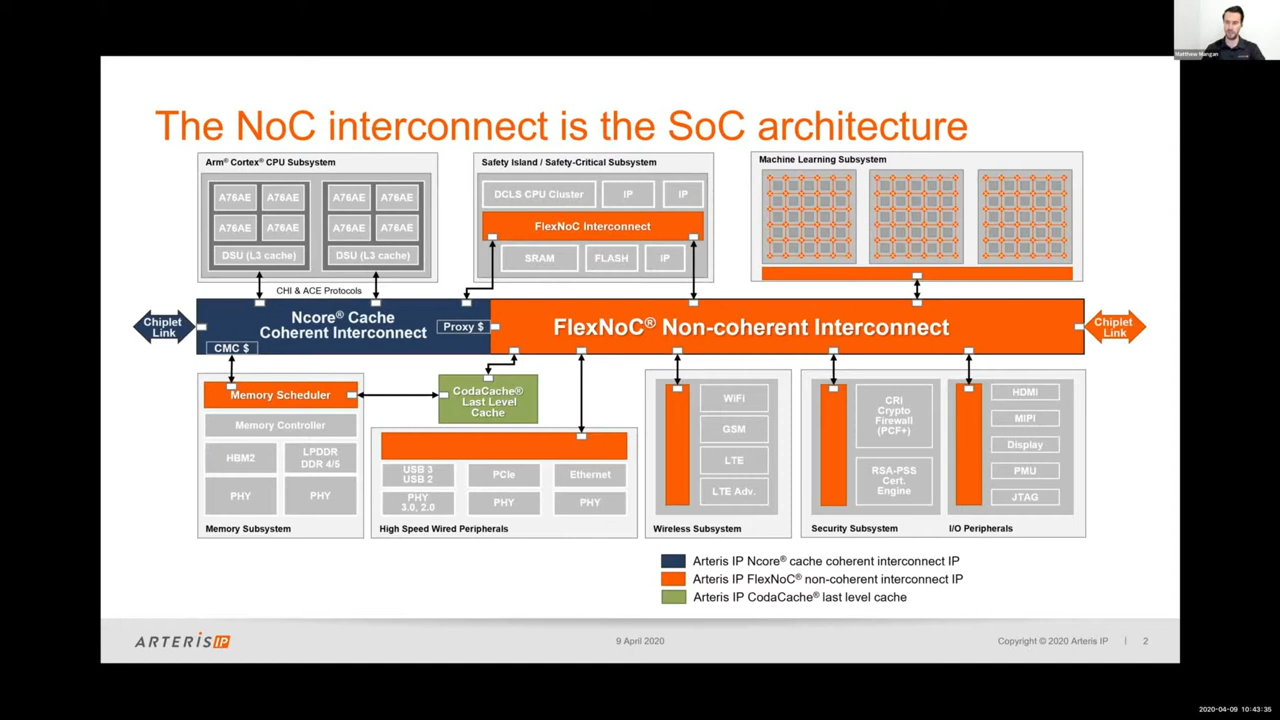 Matthew Mangan
The NoC interconnect is the SoC architecture
Arm® Cortex® CPU Subsystem
A76AE A76AE A76AE A76AE
A76AE A76AE A76AE A76AE
DSU (L3 cache) DSU (L3 cache)
Safety Island / Safety-Critical Subsystem
DCLS CPU Cluster IP IP
FlexNoC Interconnect
SRAM FLASH IP
Machine Learning Subsystem
CHI & ACE Protocols
Chiplet
Link
Ncore® Cache
Coherent Interconnect
Proxy $
CMC $
FlexNoC® Non-coherent Interconnect
Chiplet
Link
Memory Scheduler
Memory Controller
HBM2
LPDDR
DDR 4/5
PHY PHY
Memory Subsystem
CodaCache®
Last Level
Cache
USB 3
USB 2
PCIe
Ethernet
PHY
3.0, 2.0
PHY
PHY
High Speed Wired Peripherals
WiFi
GSM
LTE
LTE Adv.
Wireless Subsystem
CRI
Crypto
Firewall
(PCF+)
RSA-PSS
Cert.
Engine
Security Subsystem
HDMI
MIPI
Display
PMU
JTAG
I/O Peripherals
Arteris IP Ncore® cache coherent interconnect IP
Arteris IP FlexNoC® non-coherent interconnect IP
Arteris IP CodaCache® last level cache
ARTERIS IP
9 April 2020
Copyright © 2020 Arteris IP | 2
2020-04-09 10:43:35